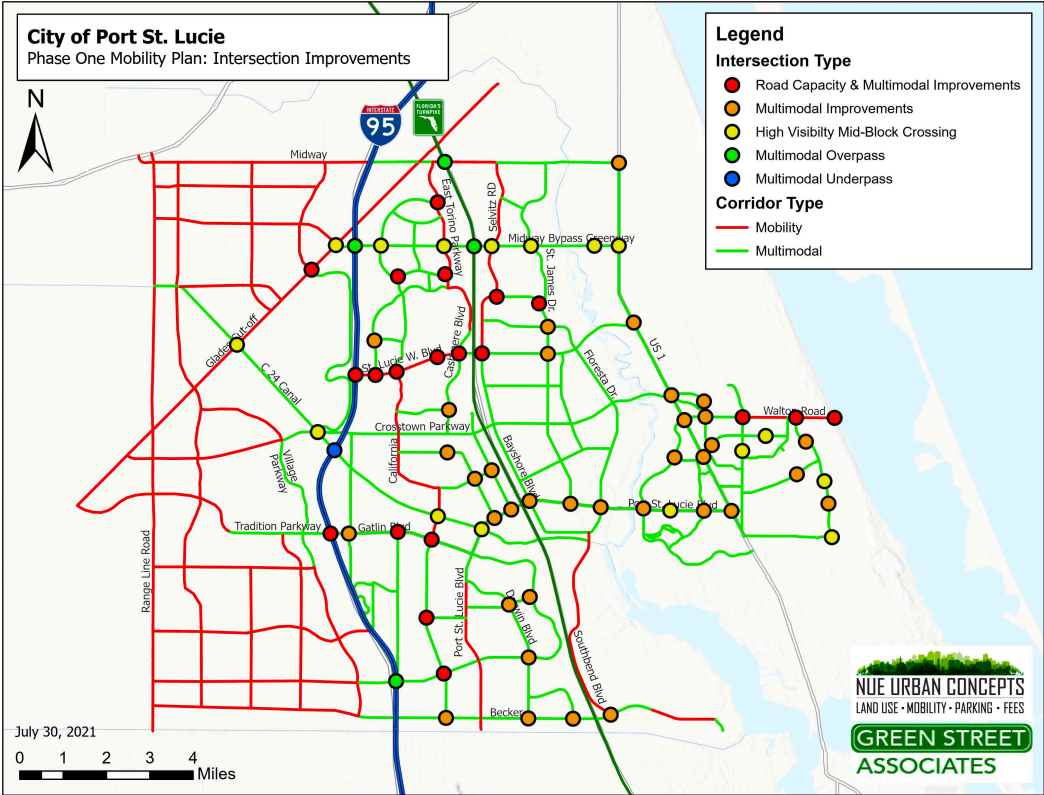 City of Port St. Lucie
Phase One Mobility Plan: Intersection Improvements
N
INTERSTATE
95
FLORIDA'S
TURNPIKE
Legend
Intersection Type
Road Capacity & Multimodal Improvements
Multimodal Improvements
High Visibilty Mid-Block Crossing
Multimodal Overpass
Multimodal Underpass
Corridor Type
Mobility
Multimodal
Midway
East Torino Parkway
Selvitz RD
Midway Bypass Greenway
St. James Dr.
Glades Cut-off
C 24 Canal
St. Lucie W. Blvd
Cashmere Blvd
Floresta Dr.
US 1
Walton Road
Crosstown Parkway
California
Village
Parkway
Bayshore Blvd
Port St. Lucie Blvd
Tradition Parkway
Gatlin Blvd
Range Line Road
Port St. Lucie Blvd
Darwin Blvd
Southbend Blvd
Becker
July 30, 2021
0 1 2 3 4
Miles
NUE URBAN CONCEPTS
LAND USE • MOBILITY • PARKING • FEES
GREEN STREET
ASSOCIATES